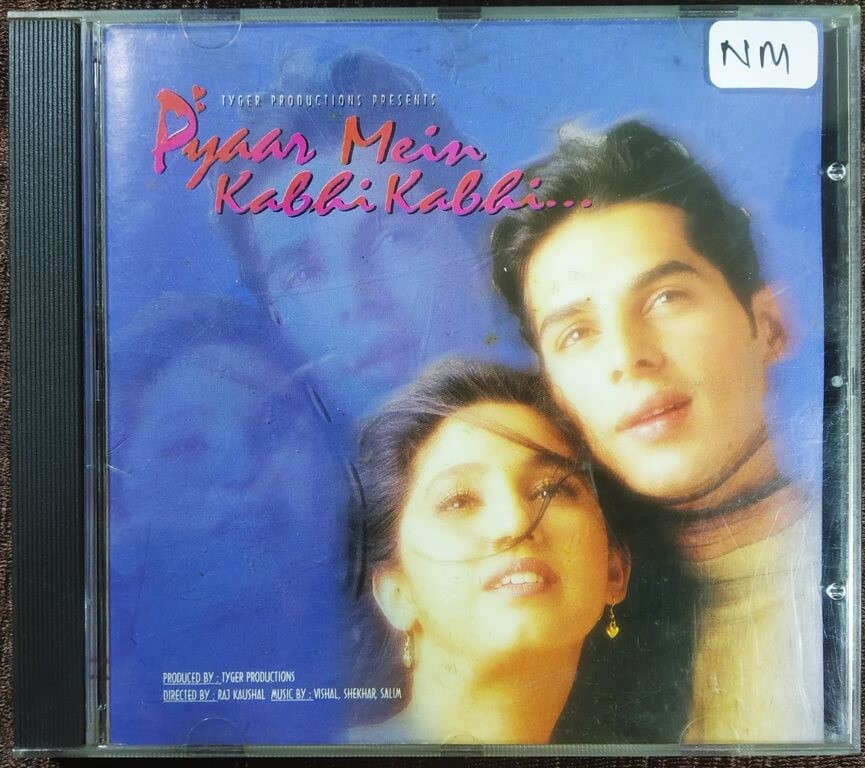 NM
TYGER PRODUCTIONS PRESENTS
Pyaar Mein
Kabhi Kabhi...
PRODUCED BY : TYGER PRODUCTIONS
DIRECTED BY : RAJ KAUSHAL MUSIC BY : VISHAL, SHEKHAR, SALIM